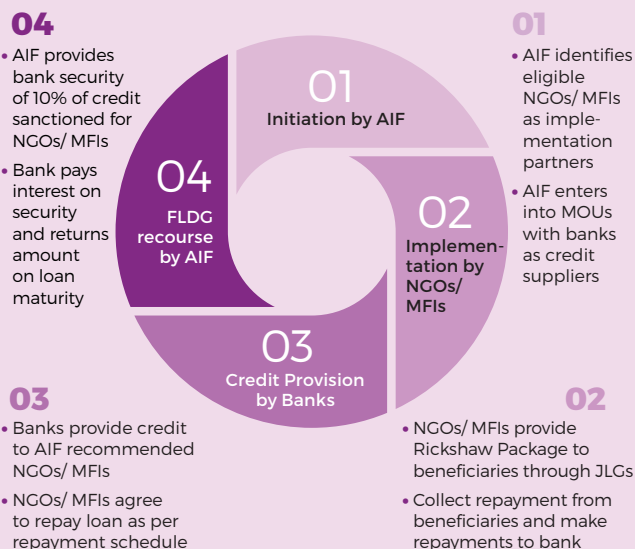 04
• AIF provides
bank security
of 10% of credit
sanctioned for
NGOs/ MFIs
• Bank pays
interest on
security
and returns
amount
on loan
maturity
01
Initiation by AIF
02
Implemen-
tation by
NGOs/
MFIs
03
Credit Provision
by Banks
04
FLDG
recourse
by AIF
01
• AIF identifies
eligible
NGOs/ MFIs
as imple-
mentation
partners
• AIF enters
into MOUs
with banks
as credit
suppliers
03
• Banks provide credit
to AIF recommended
NGOs/ MFIs
• NGOs/ MFIs agree
to repay loan as per
repayment schedule
02
• NGOs/ MFIs provide
Rickshaw Package to
beneficiaries through JLGs
• Collect repayment from
beneficiaries and make
repayments to bank